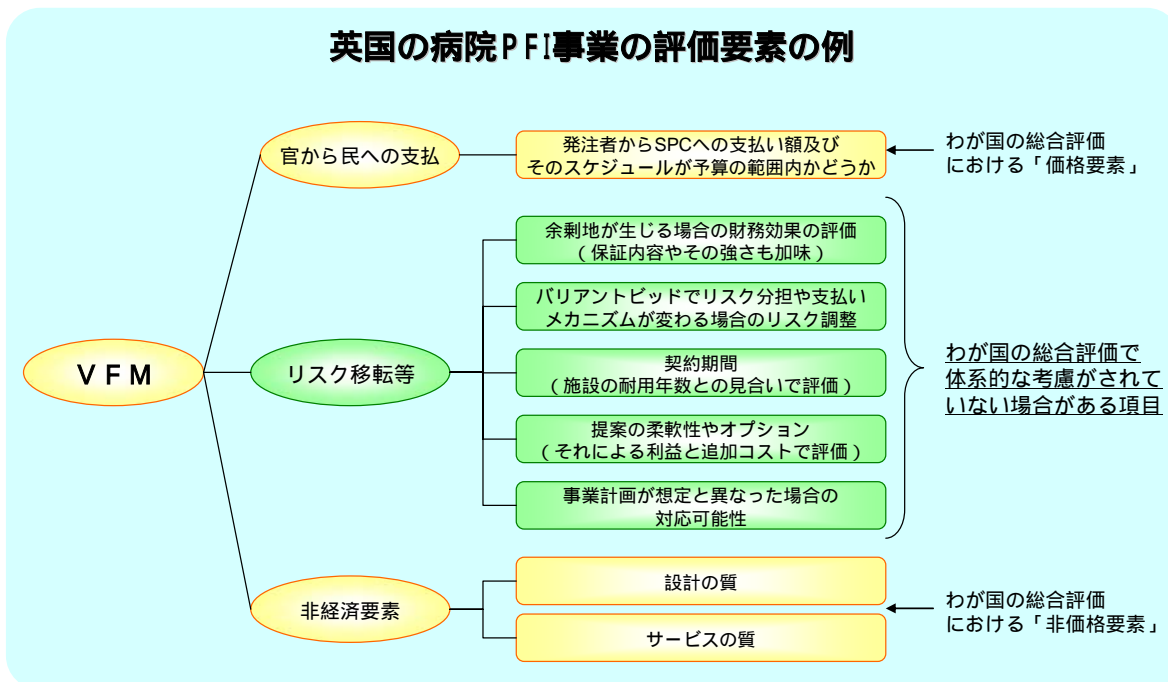 英国の病院PFI事業の評価要素の例
官から民への支払
発注者からSPCへの支払い額及び
そのスケジュールが予算の範囲内かどうか
わが国の総合評価
における「価格要素」
VFM
リスク移転等
余剰地が生じる場合の財務効果の評価
(保証内容やその強さも加味)
バリアントビッドでリスク分担や支払い
メカニズムが変わる場合のリスク調整
契約期間
(施設の耐用年数との見合いで評価)
提案の柔軟性やオプション
(それによる利益と追加コストで評価)
事業計画が想定と異なった場合の
対応可能性
わが国の総合評価で
体系的な考慮がされて
いない場合がある項目
非経済要素
設計の質
サービスの質
わが国の総合評価
における「非価格要素」